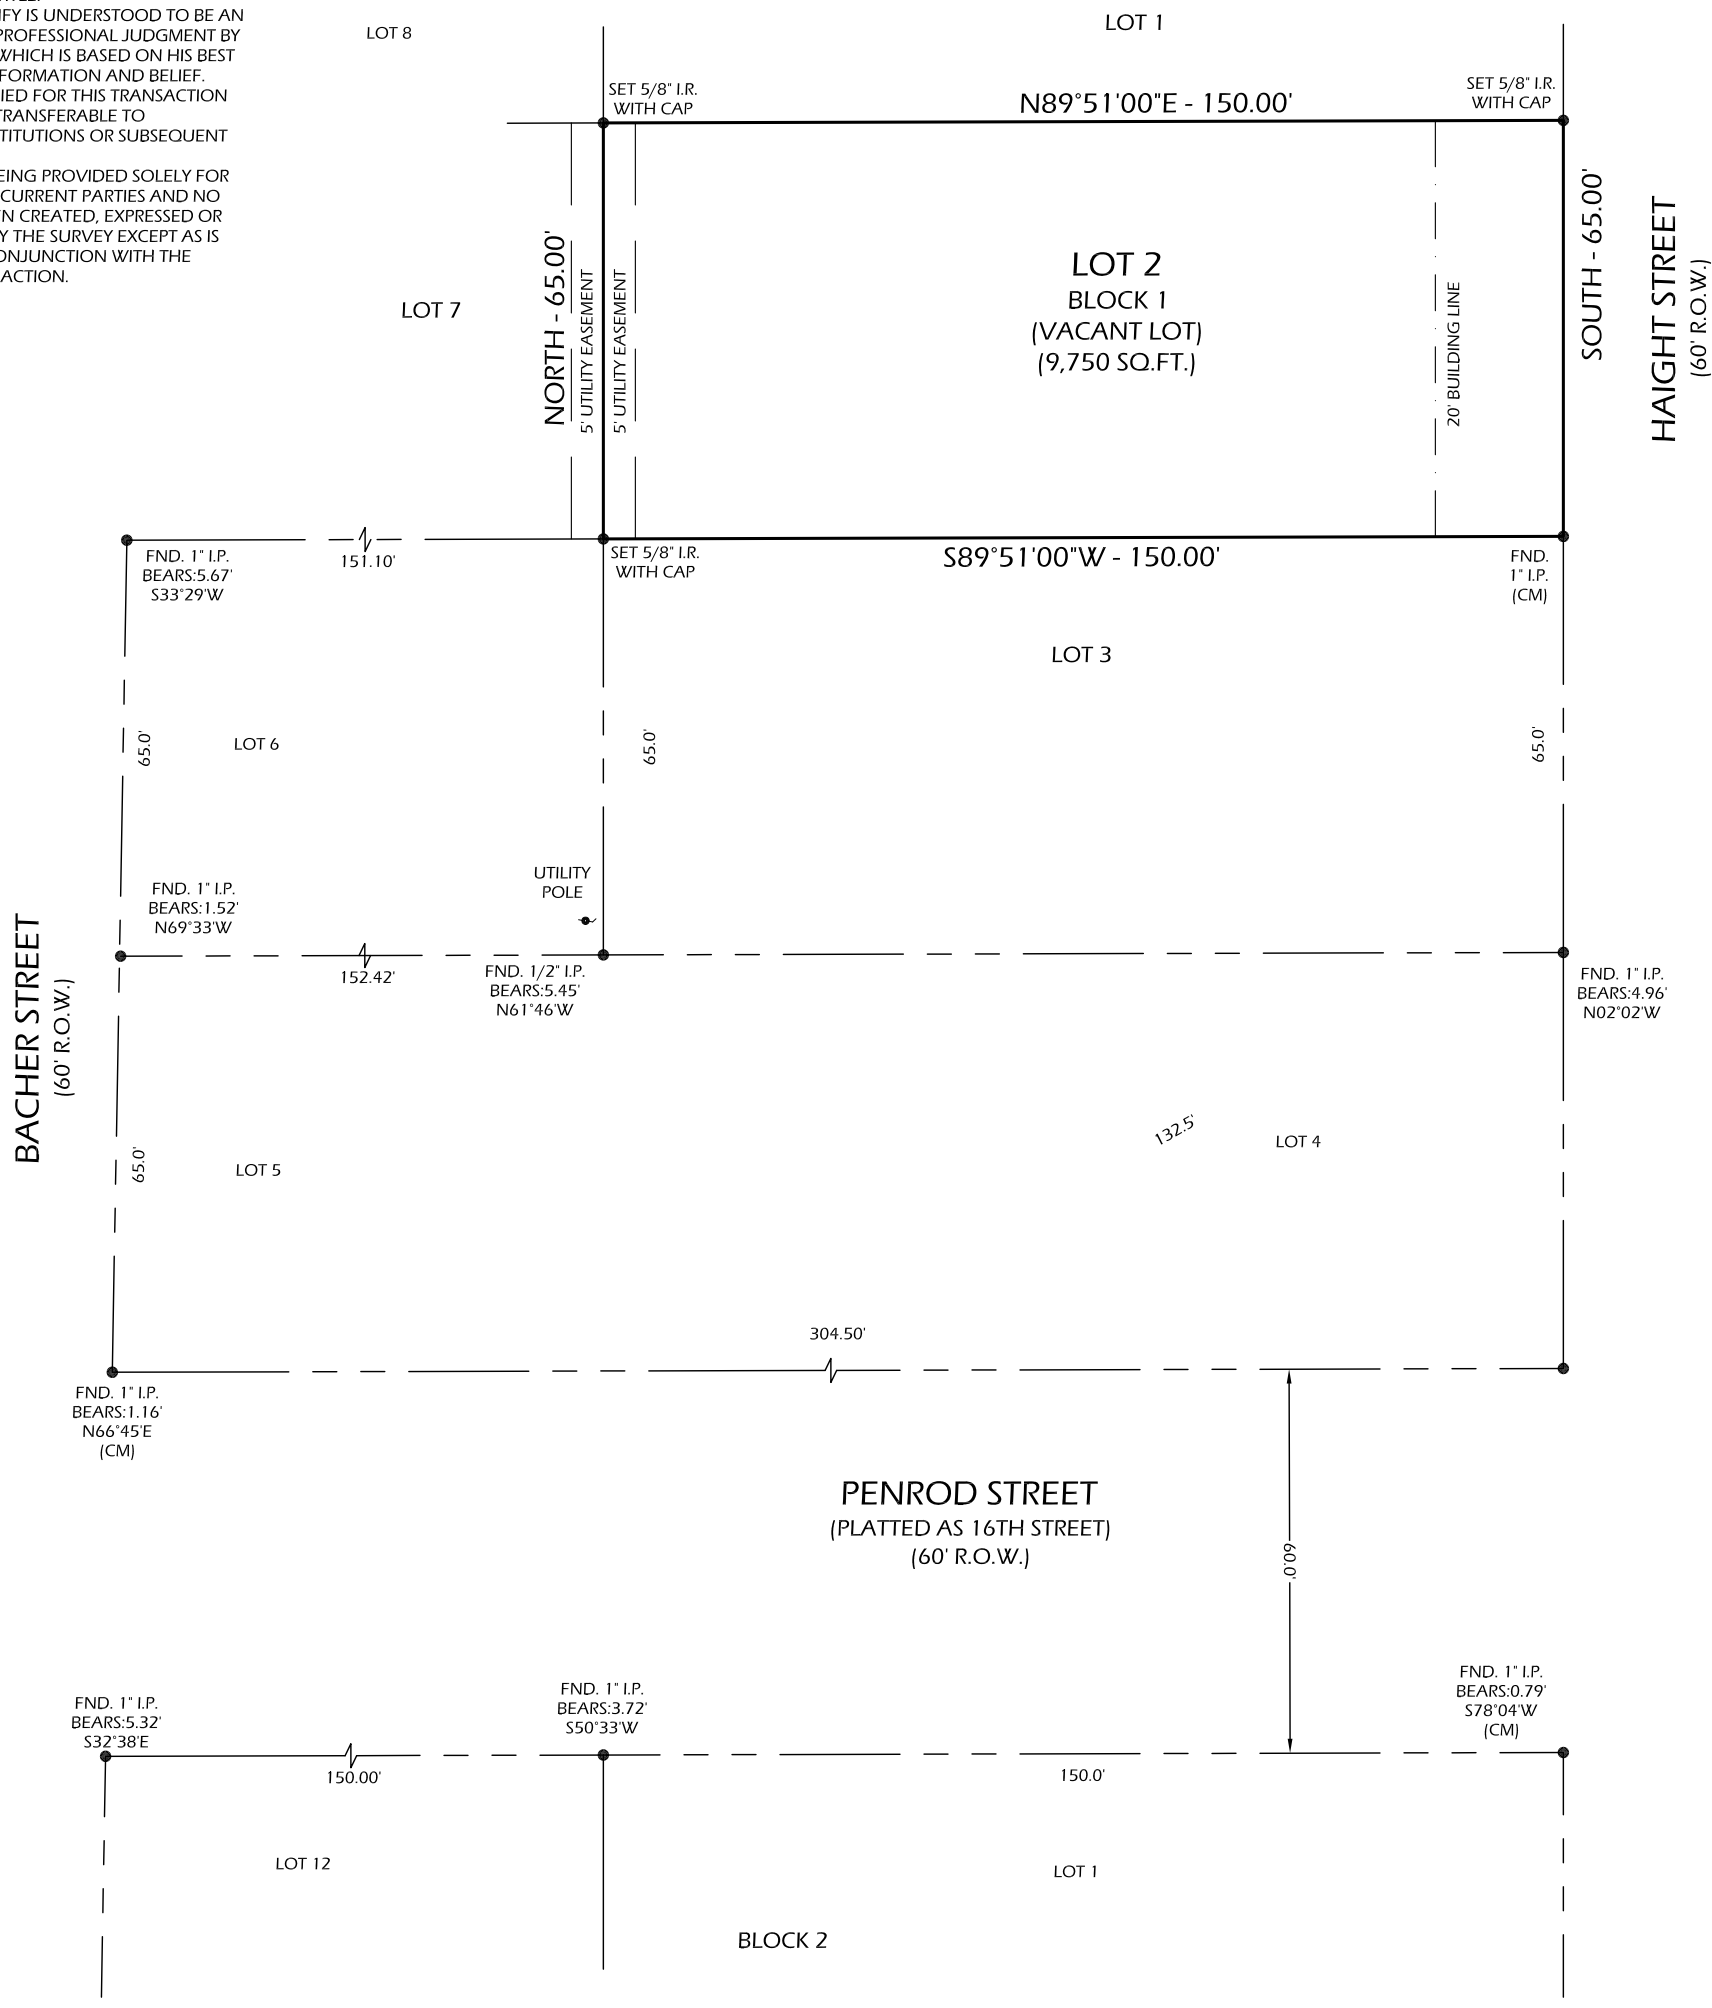 IFY IS UNDERSTOOD TO BE AN
PROFESSIONAL JUDGMENT BY
WHICH IS BASED ON HIS BEST
FORMATION AND BELIEF.
IED FOR THIS TRANSACTION
TRANSFERABLE TO
TITUTIONS OR SUBSEQUENT
EING PROVIDED SOLELY FOR
CURRENT PARTIES AND NO
N CREATED, EXPRESSED OR
Y THE SURVEY EXCEPT AS IS
ONJUNCTION WITH THE
ACTION.
LOT 8
LOT 1
SET 5/8" I.R.
WITH CAP
N89°51'00"E - 150.00'
SET 5/8" I.R.
WITH CAP
LOT 7
NORTH - 65.00'
5' UTILITY EASEMENT
5' UTILITY EASEMENT
LOT 2
BLOCK 1
(VACANT LOT)
(9,750 SQ.FT.)
20' BUILDING LINE
SOUTH - 65.00'
HAIGHT STREET
(60' R.O.W.)
FND. 1" I.P.
BEARS:5.67'
S33°29'W
151.10'
SET 5/8" I.R.
WITH CAP
S89°51'00"W - 150.00'
FND.
1" I.P.
(CM)
LOT 3
65.0'
LOT 6
65.0'
65.0'
UTILITY
POLE
FND. 1" I.P.
BEARS:1.52'
N69°33'W
152.42'
FND. 1/2" I.P.
BEARS:5.45'
N61°46'W
FND. 1" I.P.
BEARS:4.96'
N02°02'W
BACHER STREET
(60' R.O.W.)
65.0'
LOT 5
132.5'
LOT 4
304.50'
FND. 1" I.P.
BEARS:1.16'
N66°45'E
(CM)
PENROD STREET
(PLATTED AS 16TH STREET)
(60' R.O.W.)
60.0'
FND. 1" I.P.
BEARS:5.32'
S32°38'E
FND. 1" I.P.
BEARS:3.72'
S50°33'W
FND. 1" I.P.
BEARS:0.79'
S78°04'W
(CM)
150.00'
150.0'
LOT 12
LOT 1
BLOCK 2